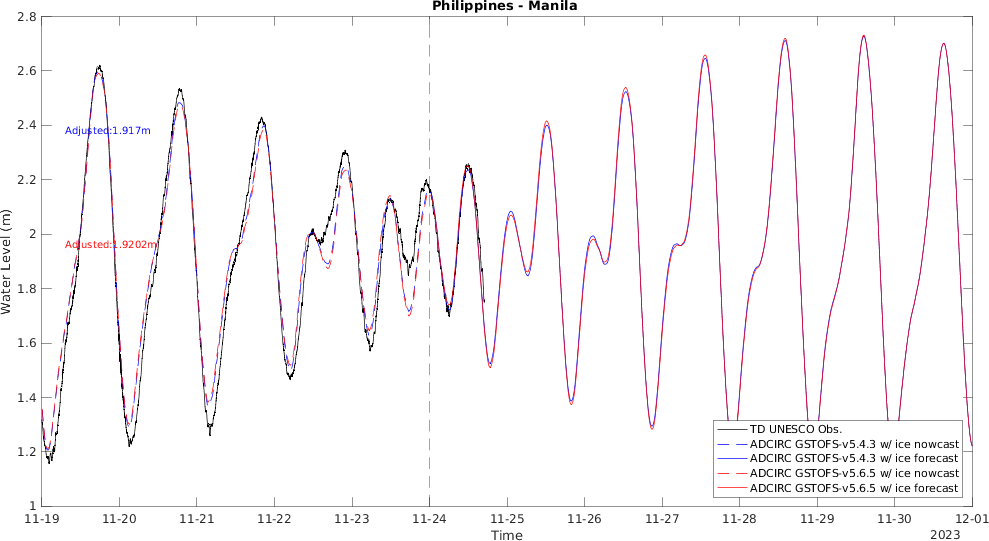 Philippines - Manila
2.8
2.6
2.4
2.2
2
1.8
1.6
1.4
1.2
1
Water Level (m)
Adjusted:1.917m
Adjusted:1.9202m
TD UNESCO Obs.
ADCIRC GSTOFS-v5.4.3 w/ ice nowcast
ADCIRC GSTOFS-v5.4.3 w/ ice forecast
ADCIRC GSTOFS-v5.6.5 w/ ice nowcast
ADCIRC GSTOFS-v5.6.5 w/ ice forecast
11-19 11-20 11-21 11-22 11-23 11-24 11-25 11-26 11-27 11-28 11-29 11-30 12-01
Time
2023